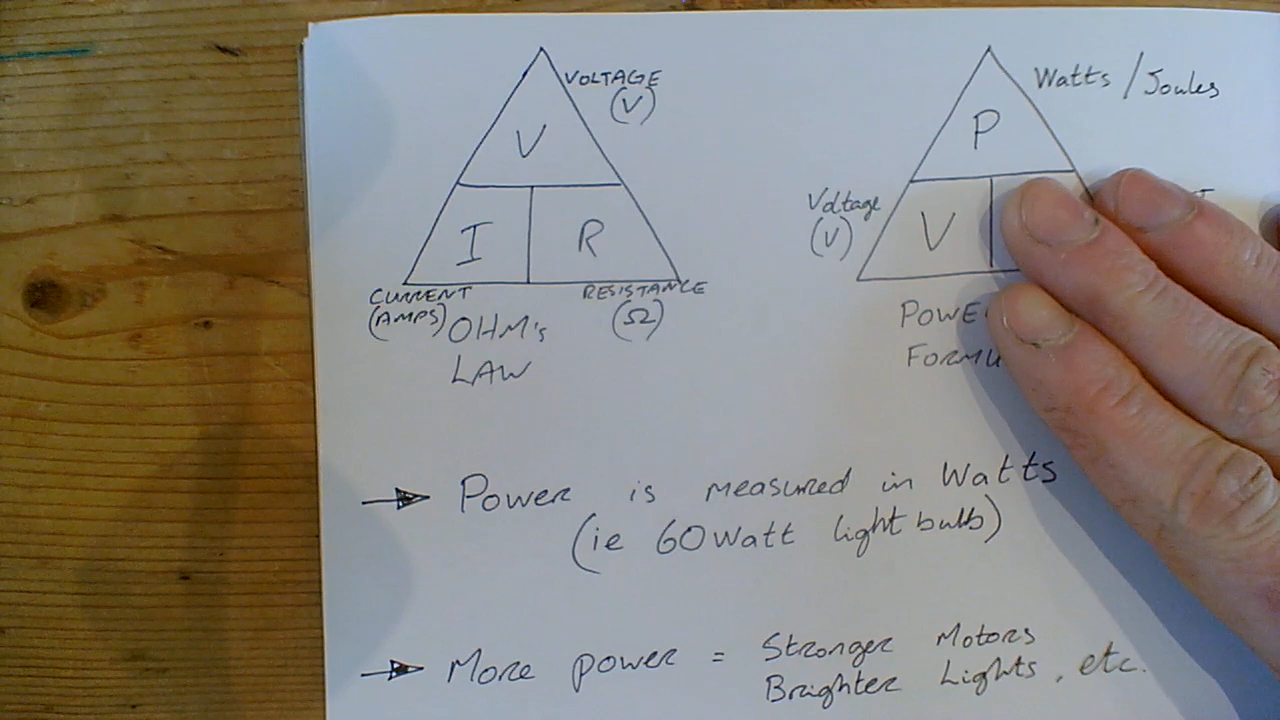 VOLTAGE
(V)
V
I
R
CURRENT
(AMPS)
RESISTANCE
(Ω)
OHM's
LAW
Watts / Joules
P
Voltage
(V)
V
→ Power is measured in Watts
(ie 60 Watt light bulb)
→ More power = Stronger Motors
Brighter Lights, etc.